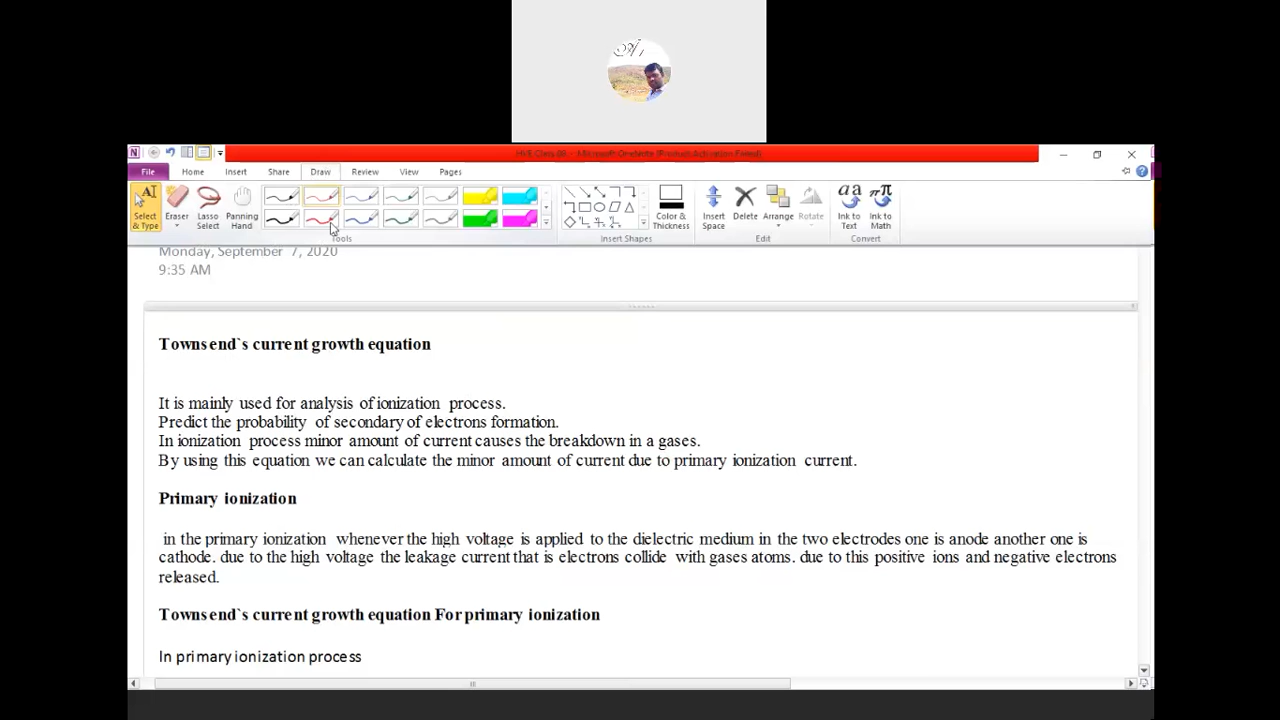 HVE Class 08 - Microsoft OneNote (Product Activation Failed)
File Home Insert Share Draw Review View Pages
Select & Type Eraser Lasso Select Panning Hand Color & Thickness Insert Space Delete Arrange Rotate Ink to Text Ink to Math
Tools Insert Shapes Edit Convert
Monday, September 7, 2020
9:35 AM
Townsend`s current growth equation
It is mainly used for analysis of ionization process.
Predict the probability of secondary of electrons formation.
In ionization process minor amount of current causes the breakdown in a gases.
By using this equation we can calculate the minor amount of current due to primary ionization current.
Primary ionization
in the primary ionization whenever the high voltage is applied to the dielectric medium in the two electrodes one is anode another one is
cathode. due to the high voltage the leakage current that is electrons collide with gases atoms. due to this positive ions and negative electrons
released.
Townsend`s current growth equation For primary ionization
In primary ionization process